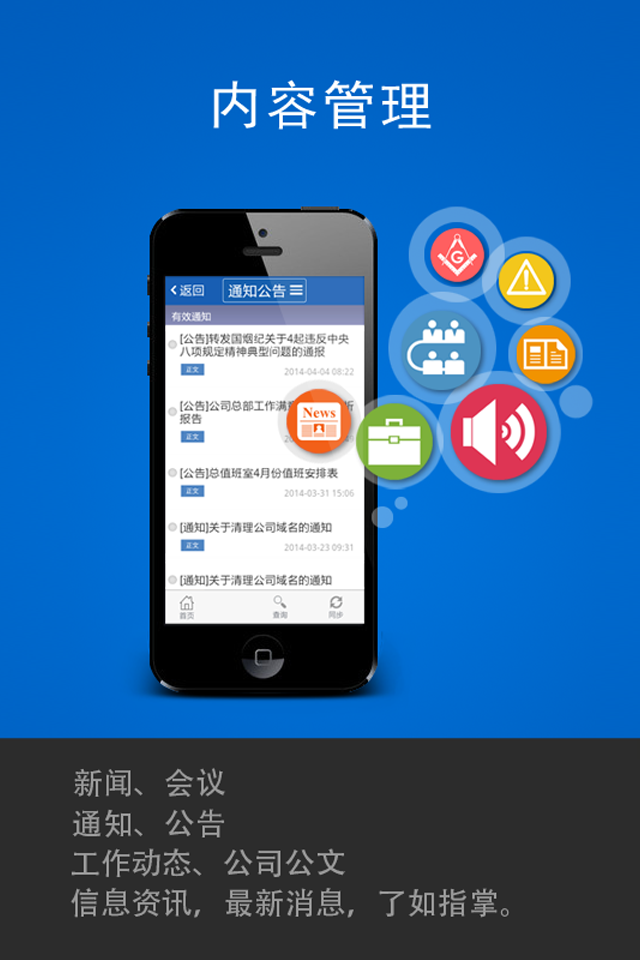 内容管理
返回
通知公告
有效通知
[公告]转发国烟纪关于4起违反中央
八项规定精神典型问题的通报
正文
2014-04-04 08:22
[公告]公司总部工作满
析
报告
正文
[公告]总值班室4月份值班安排表
正文
2014-03-31 15:06
[通知]关于清理公司域名的通知
正文
2014-03-23 09:31
[通知]关于清理公司域名的通知
首页
查询
同步
G
News
新闻、会议
通知、公告
工作动态、公司公文
信息资讯，最新消息，了如指掌。